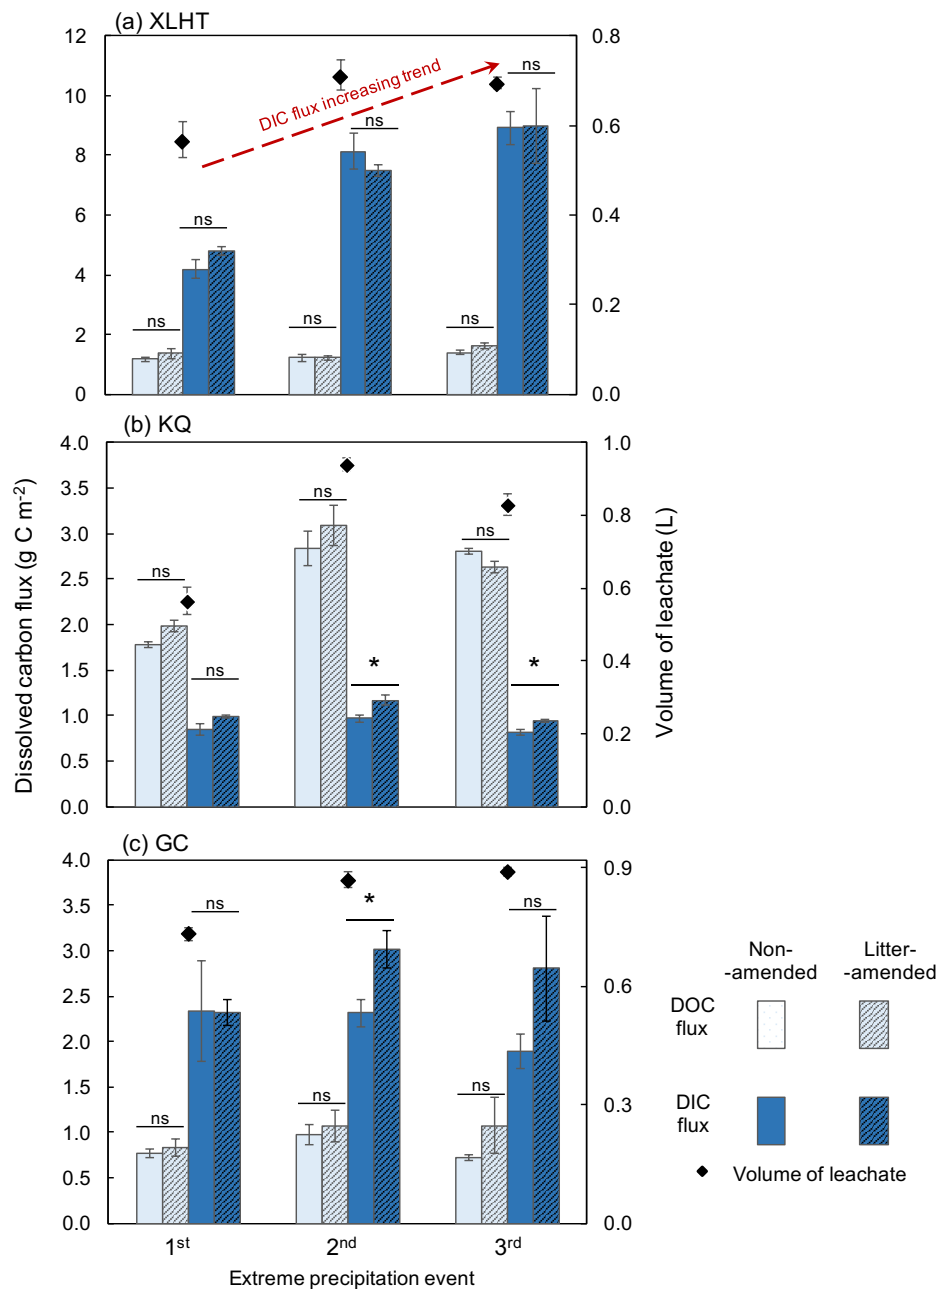 (a) XLHT
12
10
8
6
4
2
0
0.8
0.6
0.4
0.2
0.0
DIC flux increasing trend
ns
ns
ns
ns
ns
ns
(b) KQ
4.0
3.5
3.0
2.5
2.0
1.5
1.0
0.5
0.0
1.0
0.8
0.6
0.4
0.2
0.0
ns
ns
ns
*
ns
*
Dissolved carbon flux (g C m⁻²)
Volume of leachate (L)
(c) GC
4.0
3.5
3.0
2.5
2.0
1.5
1.0
0.5
0.0
0.9
0.6
0.3
0.0
ns
ns
ns
*
ns
ns
1ˢᵗ 2ⁿᵈ 3ʳᵈ
Extreme precipitation event
Non- Litter-
-amended -amended
DOC
flux
DIC
flux
Volume of leachate